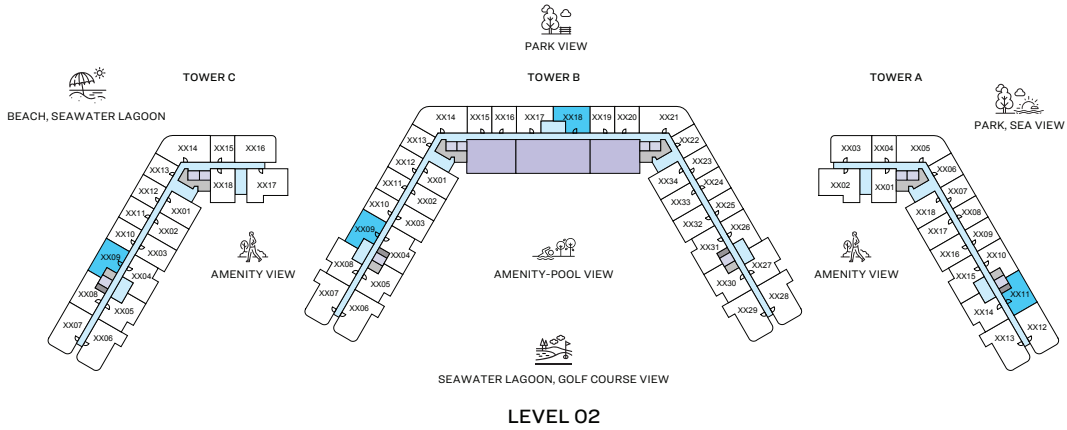 PARK VIEW
TOWER C
TOWER B
TOWER A
BEACH, SEAWATER LAGOON
PARK, SEA VIEW
XX14 XX15 XX16
XX13
XX12
XX11
XX10
XX09
XX08
XX07
XX06
XX05
XX04
XX03
XX02
XX01
XX18 XX17
AMENITY VIEW
XX14 XX15 XX16 XX17 XX18 XX19 XX20 XX21
XX13
XX12
XX11
XX10
XX09
XX08
XX07
XX06
XX05
XX04
XX03
XX02
XX01
XX22
XX23
XX24
XX25
XX26
XX27
XX28
XX29
XX30
XX31
XX32
XX33
XX34
AMENITY-POOL VIEW
SEAWATER LAGOON, GOLF COURSE VIEW
XX03 XX04 XX05
XX02 XX01
XX06
XX07
XX08
XX09
XX10
XX11
XX12
XX13
XX14
XX15
XX16
XX17
XX18
AMENITY VIEW
LEVEL 02